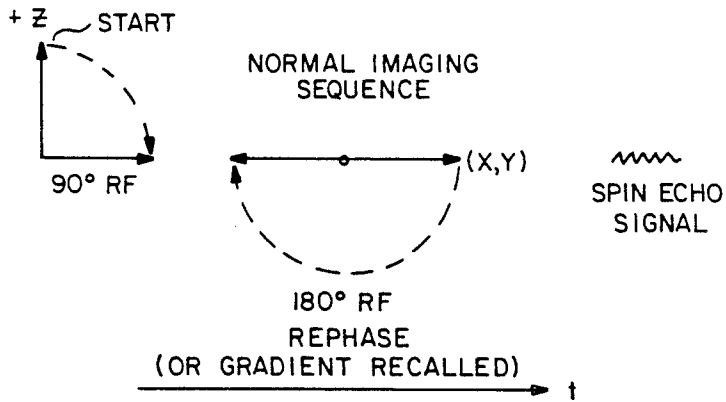 + Z
START
NORMAL IMAGING
SEQUENCE
(X,Y)
90° RF
SPIN ECHO
SIGNAL
180° RF
REPHASE
(OR GRADIENT RECALLED)
t